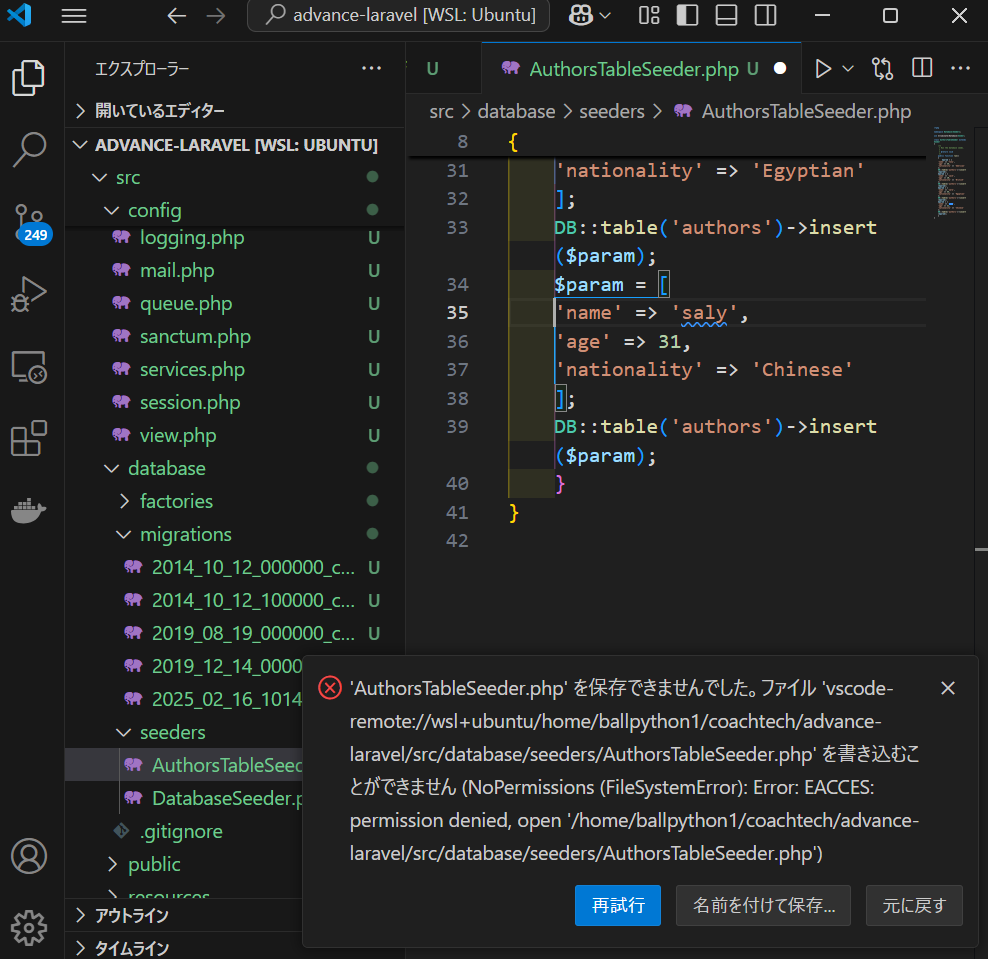 advance-laravel [WSL: Ubuntu]
エクスプローラー
U
AuthorsTableSeeder.php U
開いているエディター
src > database > seeders > AuthorsTableSeeder.php
ADVANCE-LARAVEL [WSL: UBUNTU]
src
config
logging.php U
mail.php U
queue.php U
sanctum.php U
services.php U
session.php U
view.php U
database
factories
migrations
2014_10_12_000000_c... U
2014_10_12_100000_c... U
2019_08_19_000000_c... U
2019_12_14_0000
2025_02_16_1014
seeders
AuthorsTableSeed
DatabaseSeeder.p
.gitignore
public
resources
アウトライン
タイムライン
249
8 {
31 'nationality' => 'Egyptian'
32 ];
33 DB::table('authors')->insert
($param);
34 $param = [
35 'name' => 'saly',
36 'age' => 31,
37 'nationality' => 'Chinese'
38 ];
39 DB::table('authors')->insert
($param);
40 }
41 }
42
'AuthorsTableSeeder.php' を保存できませんでした。ファイル 'vscode-
remote://wsl+ubuntu/home/ballpython1/coachtech/advance-
laravel/src/database/seeders/AuthorsTableSeeder.php' を書き込むこ
とができません (NoPermissions (FileSystemError): Error: EACCES:
permission denied, open '/home/ballpython1/coachtech/advance-
laravel/src/database/seeders/AuthorsTableSeeder.php')
再試行
名前を付けて保存...
元に戻す